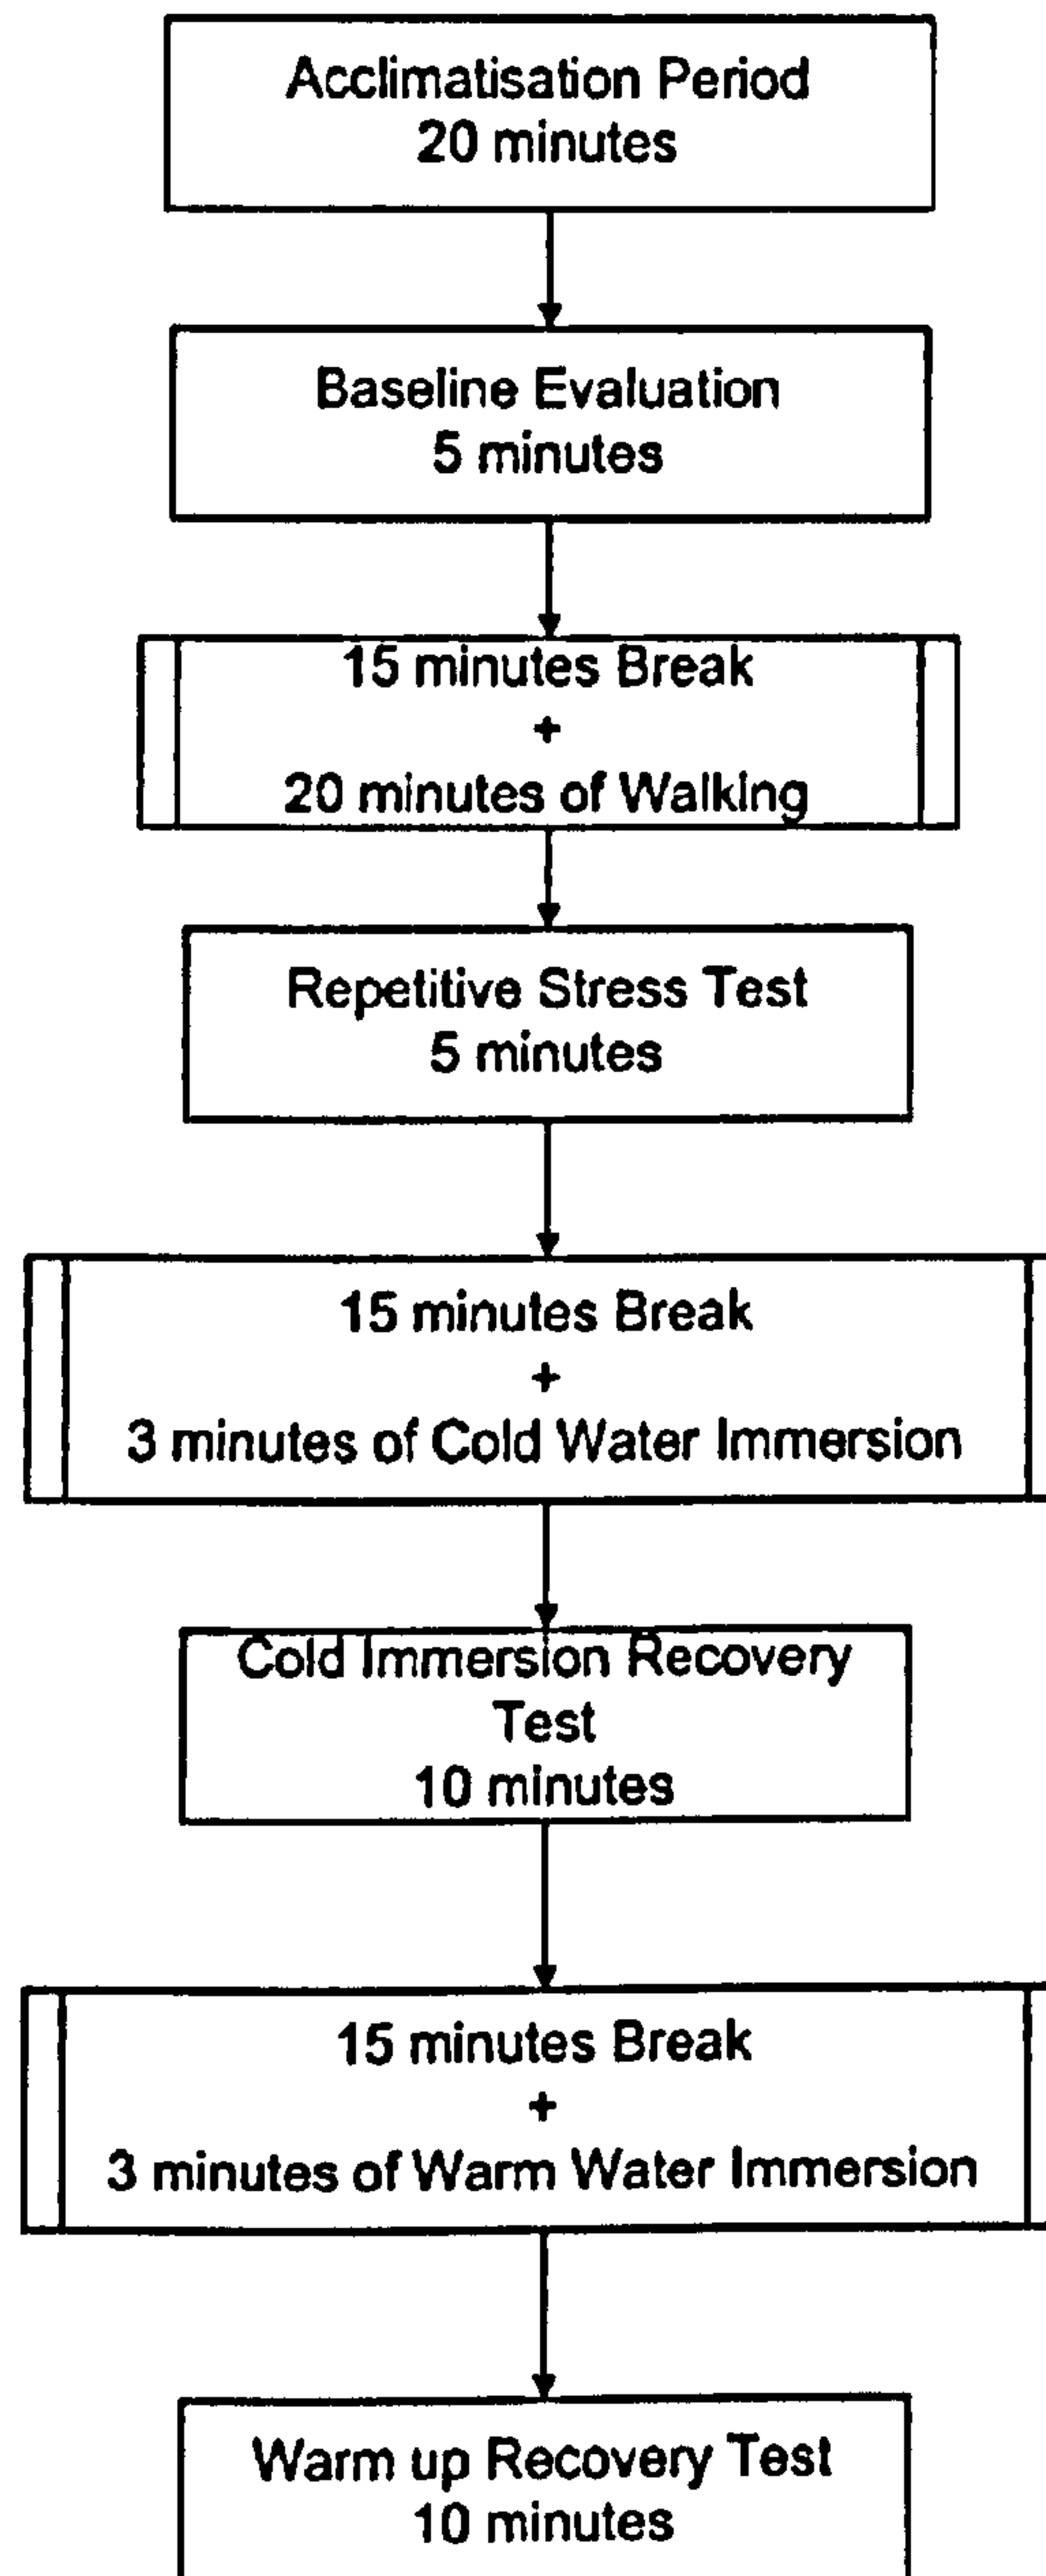 Acclimatisation Period
20 minutes
Baseline Evaluation
5 minutes
15 minutes Break
+
20 minutes of Walking
Repetitive Stress Test
5 minutes
15 minutes Break
+
3 minutes of Cold Water Immersion
Cold Immersion Recovery
Test
10 minutes
15 minutes Break
+
3 minutes of Warm Water Immersion
Warm up Recovery Test
10 minutes